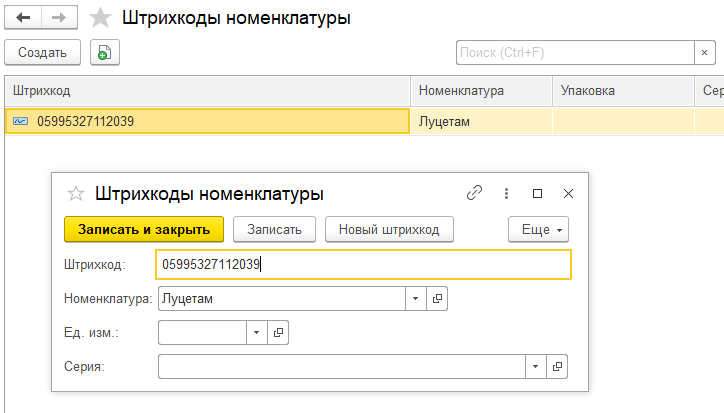 Штрихкоды номенклатуры
Создать
Поиск (Ctrl+F)
×
Штрихкод Номенклатура Упаковка Сер
05995327112039 Луцетам
Штрихкоды номенклатуры
Записать и закрыть Записать Новый штрихкод Еще
Штрихкод: 05995327112039
Номенклатура: Луцетам
Ед. изм.:
Серия: